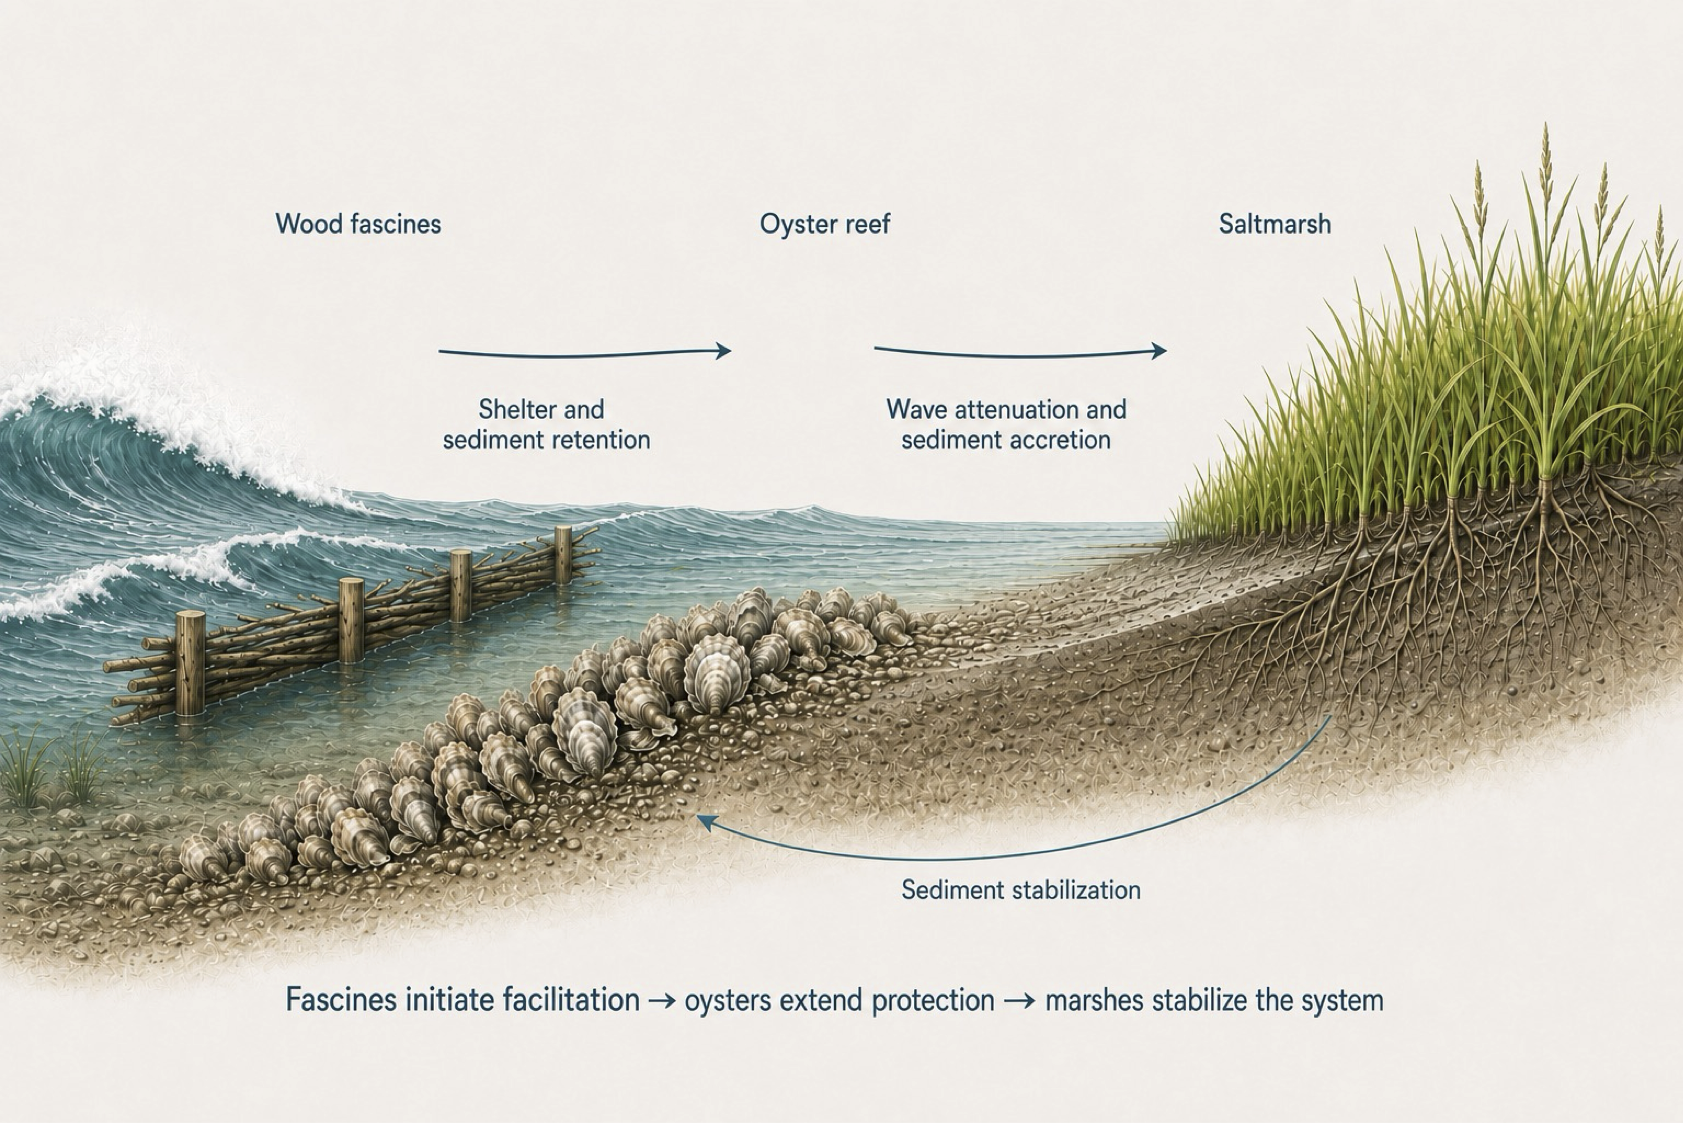 Wood fascines
Oyster reef
Saltmarsh
Shelter and
sediment retention
Wave attenuation and
sediment accretion
Sediment stabilization
Fascines initiate facilitation → oysters extend protection → marshes stabilize the system